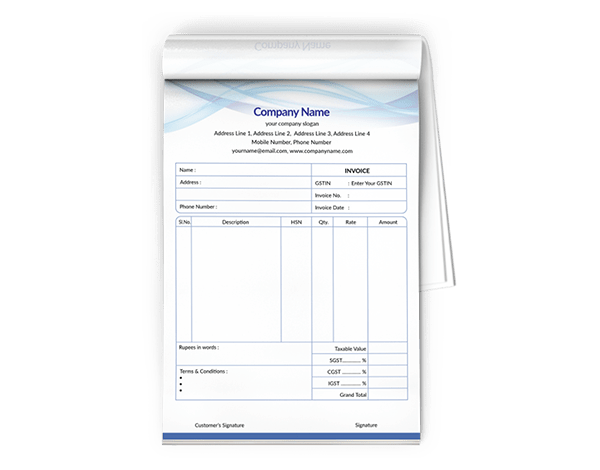 Company Name
Company Name
your company slogan
Address Line 1, Address Line 2, Address Line 3, Address Line 4
Mobile Number, Phone Number
yourname@email.com, www.companyname.com
Name :
INVOICE
Address :
GSTIN : Enter Your GSTIN
Invoice No. :
Phone Number :
Invoice Date :
Sl.No. Description HSN Qty. Rate Amount
Rupees in words :
Taxable Value
SGST............ %
Terms & Conditions :
CGST ............ %
IGST ............ %
Grand Total
Customer's Signature
Signature